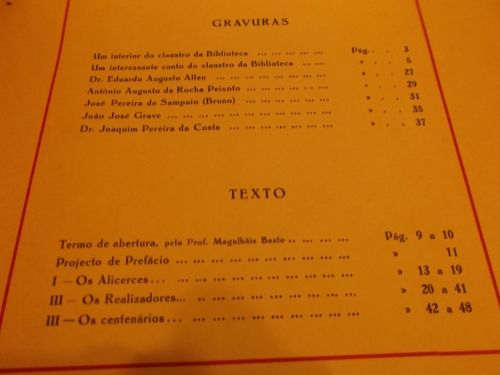 GRAVURAS
Um interior do claustro da Biblioteca ... ... ... ... ... Pág. . . 3
Um interessante canto do claustro da Biblioteca ... ... » . . 5
Dr. Eduardo Augusto Allen ... ... ... ... ... ... ... ... » . . 27
António Augusto da Rocha Peixoto ... ... ... ... ... ... » . . 29
José Pereira de Sampaio (Bruno) ... ... ... ... ... ... » . . 31
João José Grave ... ... ... ... ... ... ... ... ... ... » . . 35
Dr. Joaquim Pereira da Costa ... ... ... ... ... ... ... » . . 37
TEXTO
Termo de abertura, pelo Prof. Magalhãis Basto .. ... ... ... ... Pág. 9 a 10
Projecto de Prefácio ... ... ... ... ... ... ... ... ... » 11
I — Os Alicerces... ... ... ... ... ... ... ... ... ... » 13 a 19
III — Os Realizadores... .. ... ... ... ... ... ... ... » 20 a 41
III — Os centenários... ... ... ... ... ... ... ... ... » 42 a 48